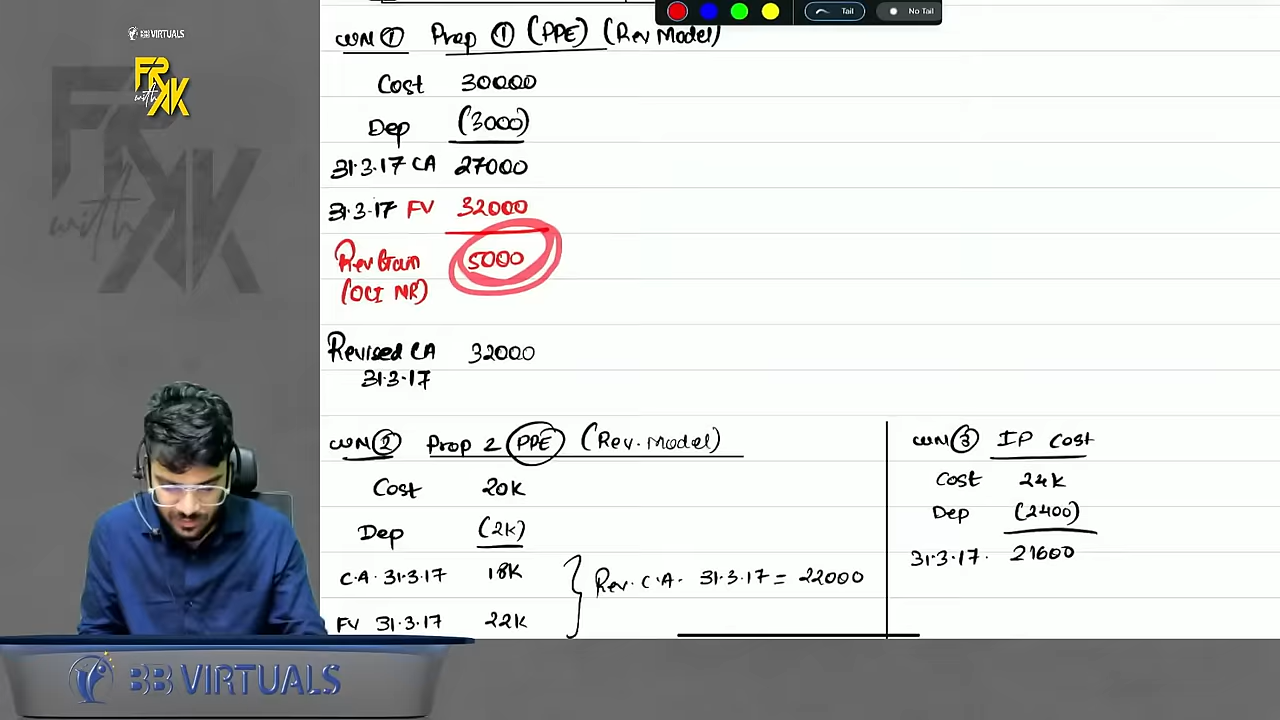 BB VIRTUALS
FR
with
KK
FR
with
KK
Tail
No Tail
WN ① Prop ① (PPE) (Rev Model)
Cost 30000
Dep (3000)
31.3.17 CA 27000
31.3.17 FV 32000
Rev Gain 5000
(OCI NR)
Revised CA 32000
31.3.17
WN ② Prop 2 PPE (Rev. Model)
Cost 20K
Dep (2K)
C.A. 31.3.17 18K
FV 31.3.17 22K
Rev. C.A. 31.3.17 = 22000
WN ③ IP Cost
Cost 24K
Dep (2400)
31.3.17. 21600
BB VIRTUALS